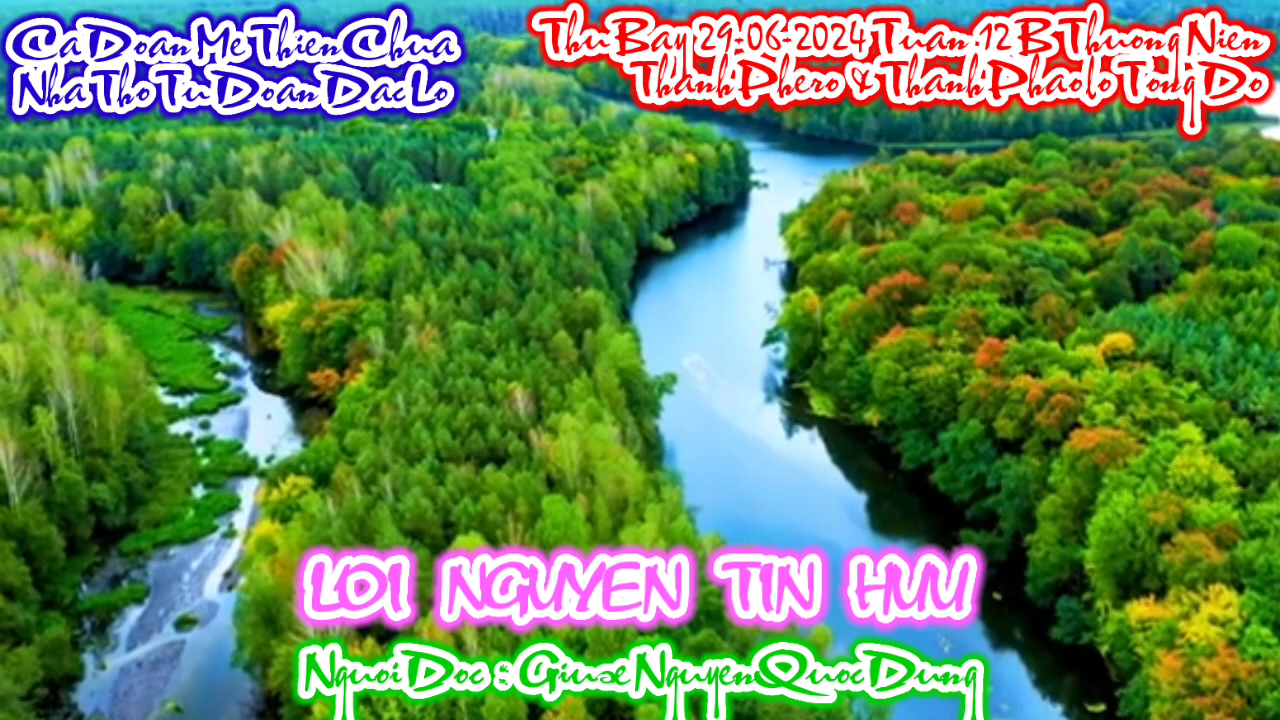 Ca Doan Me Thien Chua
Nha Tho Tu Doan Dac Lo
Thu Bay 29-06-2024 Tuan 12 B Thuong Nien
Thanh Phero & Thanh Phaolo Tong Do
LOI NGUYEN TIN HUU
Nguoi Doc : Giuse Nguyen Quoc Dung